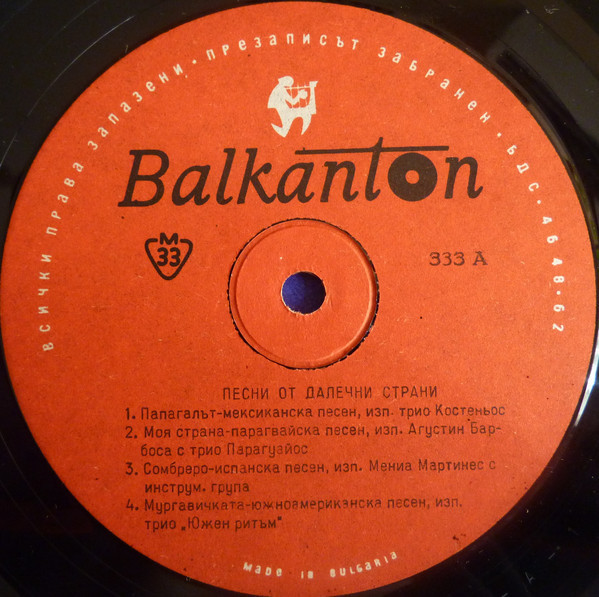 ВСИЧКИ ПРАВА ЗАПАЗЕНИ · ПРЕЗАПИСЪТ ЗАБРАНЕН · БДС · 4648·62
Balkanton
M
33
333 A
ПЕСНИ ОТ ДАЛЕЧНИ СТРАНИ
1. Папагалът-мексиканска песен, изп. трио Костеньос
2. Моя страна-парагвайска песен, изп. Агустин Бар-
боса с трио Парагуайос
3. Сомбреро-испанска песен, изп. Мениа Мартинес с
инструм. група
4. Мургавичката-южноамериканска песен, изп.
трио „Южен ритъм"
MADE · IN BULGARIA